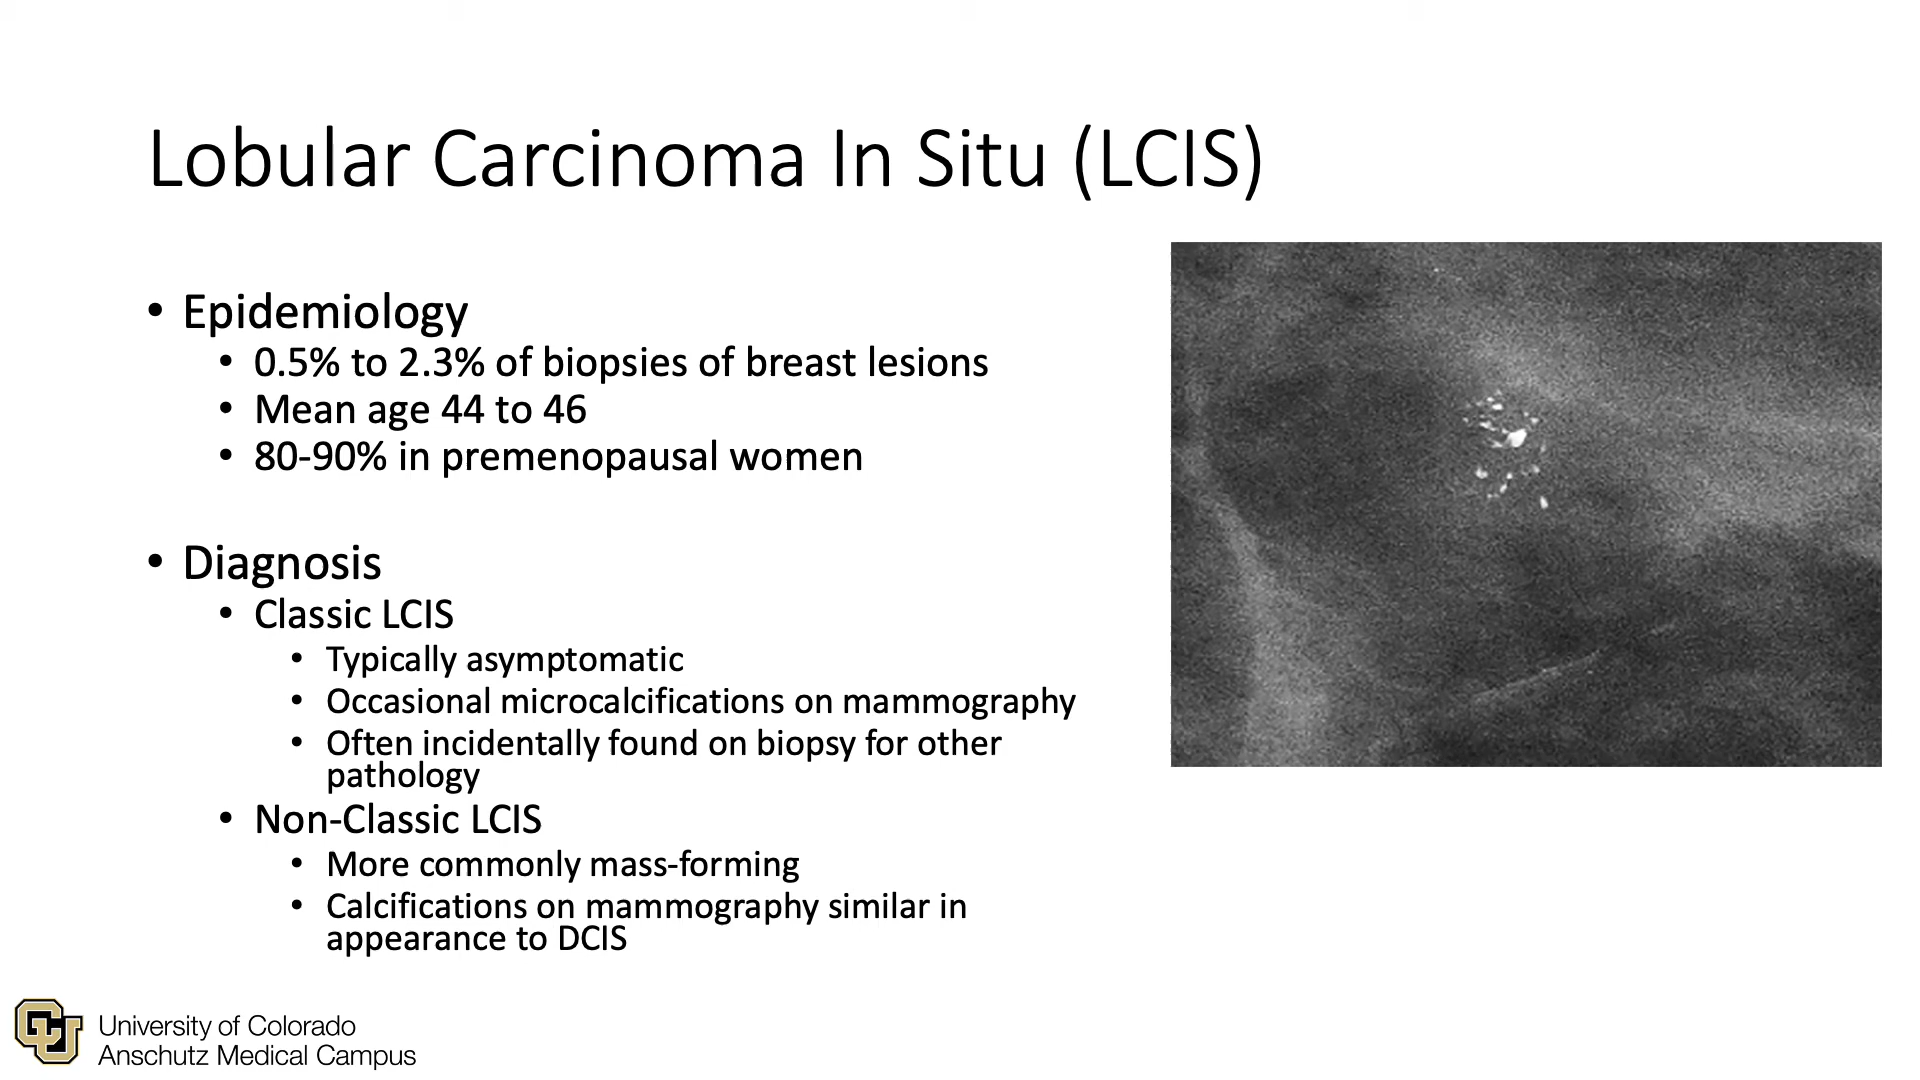 Lobular Carcinoma In Situ (LCIS)
• Epidemiology
• 0.5% to 2.3% of biopsies of breast lesions
• Mean age 44 to 46
• 80-90% in premenopausal women
• Diagnosis
• Classic LCIS
• Typically asymptomatic
• Occasional microcalcifications on mammography
• Often incidentally found on biopsy for other
pathology
• Non-Classic LCIS
• More commonly mass-forming
• Calcifications on mammography similar in
appearance to DCIS
CU
University of Colorado
Anschutz Medical Campus